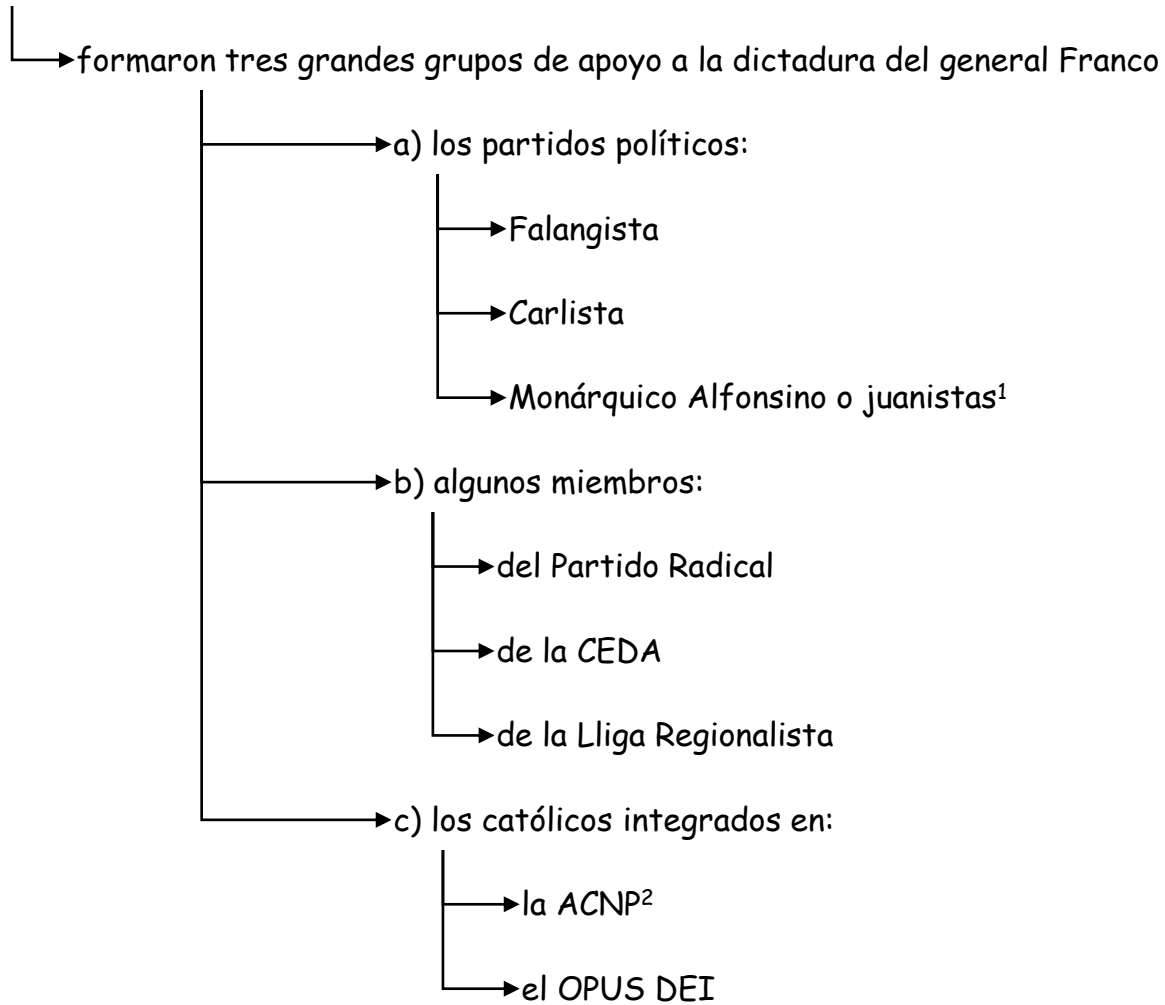 formaron tres grandes grupos de apoyo a la dictadura del general Franco
a) los partidos políticos:
Falangista
Carlista
Monárquico Alfonsino o juanistas¹
b) algunos miembros:
del Partido Radical
de la CEDA
de la Lliga Regionalista
c) los católicos integrados en:
la ACNP²
el OPUS DEI